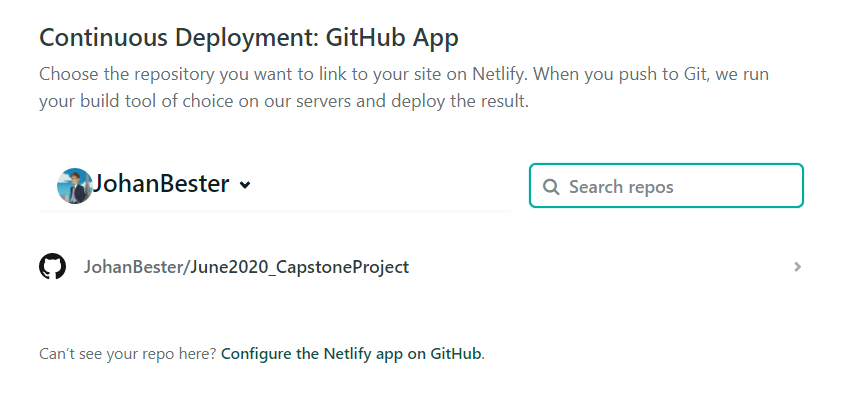 Continuous Deployment: GitHub App
Choose the repository you want to link to your site on Netlify. When you push to Git, we run
your build tool of choice on our servers and deploy the result.
JohanBester
Search repos
JohanBester/June2020_CapstoneProject
Can't see your repo here? Configure the Netlify app on GitHub.